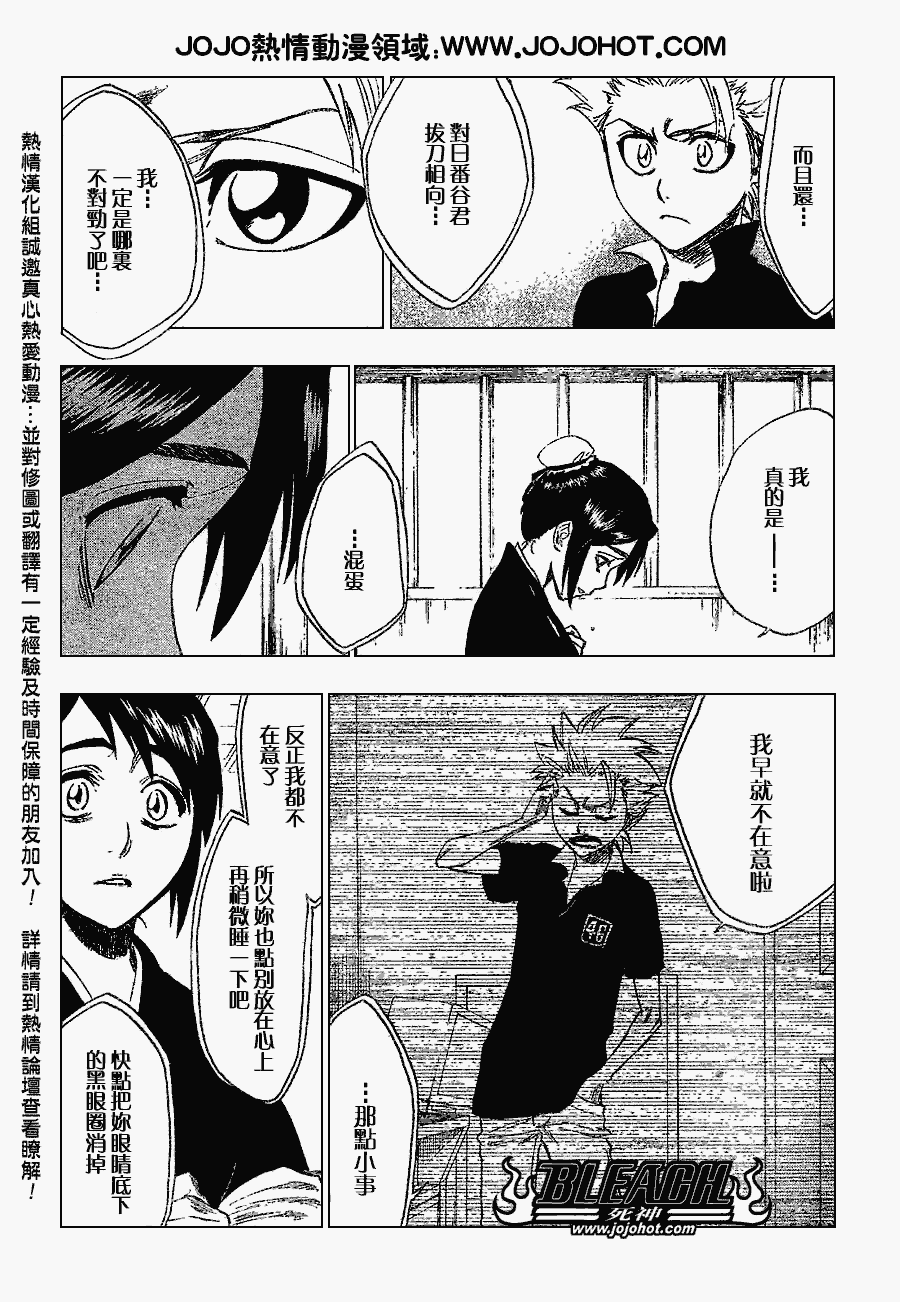 JOJO熱情動漫領域:WWW.JOJOHOT.COM
而且還…
對日番谷君
拔刀相向…
我…
一定是哪裏
不對勁了吧…
我
真的是——…
…混蛋
我早就不在意啦
…那點小事
反正我都不
在意了
所以妳也點別放在心上
再稍微睡一下吧
快點把妳眼睛底下
的黑眼圈消掉
46
BLEACH
死神
www.jojohot.com
熱情漢化組誠邀真心熱愛動漫…並對修圖或翻譯有一定經驗及時間保障的朋友加入！ 詳情請到熱情論壇查看瞭解！